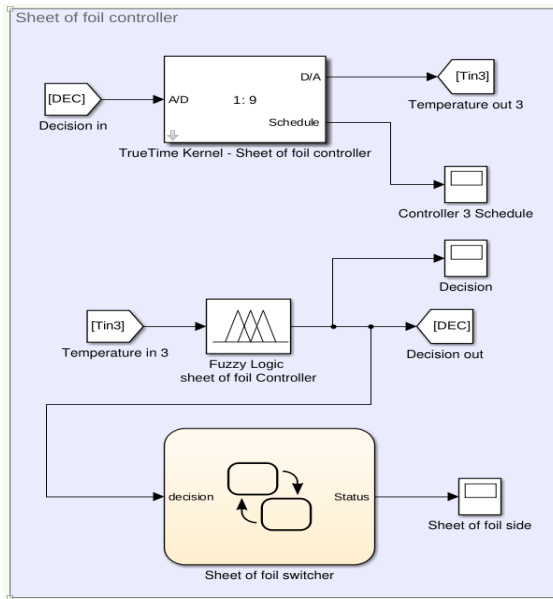 Sheet of foil controller
[DEC]
Decision in
A/D
1: 9
D/A
Schedule
TrueTime Kernel - Sheet of foil controller
[Tin3]
Temperature out 3
Controller 3 Schedule
Decision
[Tin3]
Temperature in 3
Fuzzy Logic
sheet of foil Controller
[DEC]
Decision out
decision
Status
Sheet of foil switcher
Sheet of foil side